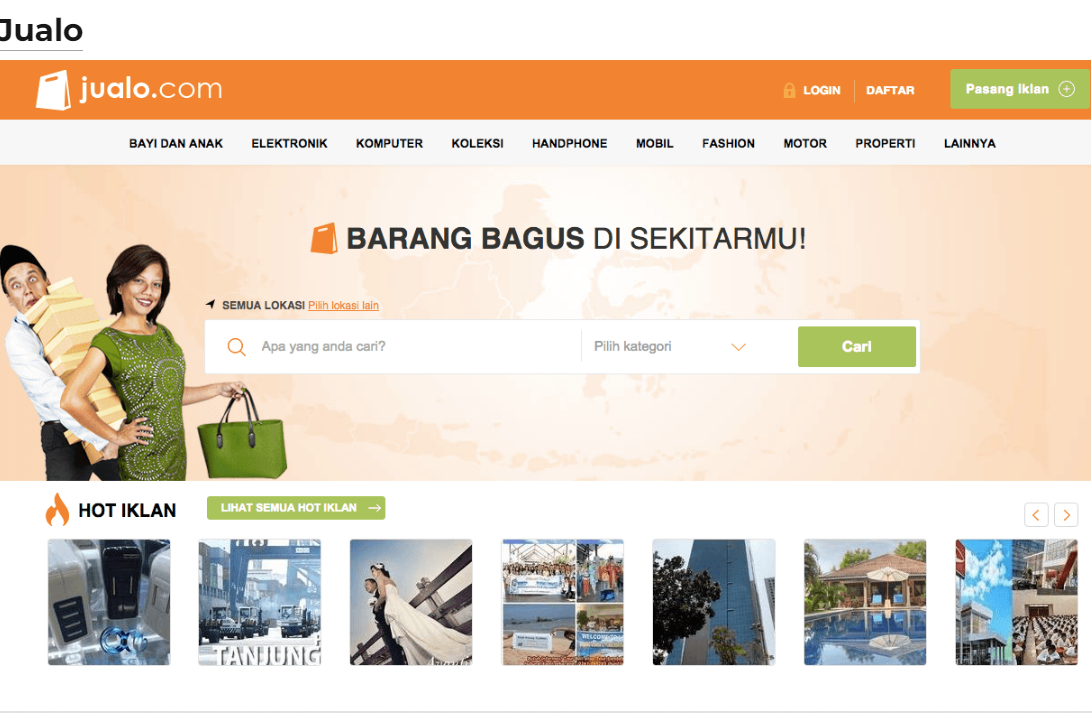 Jualo
jualo.com
LOGIN DAFTAR Pasang Iklan
BAYI DAN ANAK ELEKTRONIK KOMPUTER KOLEKSI HANDPHONE MOBIL FASHION MOTOR PROPERTI LAINNYA
BARANG BAGUS DI SEKITARMU!
SEMUA LOKASI Pilih lokasi lain
Apa yang anda cari? Pilih kategori Cari
HOT IKLAN LIHAT SEMUA HOT IKLAN
TANJUNG